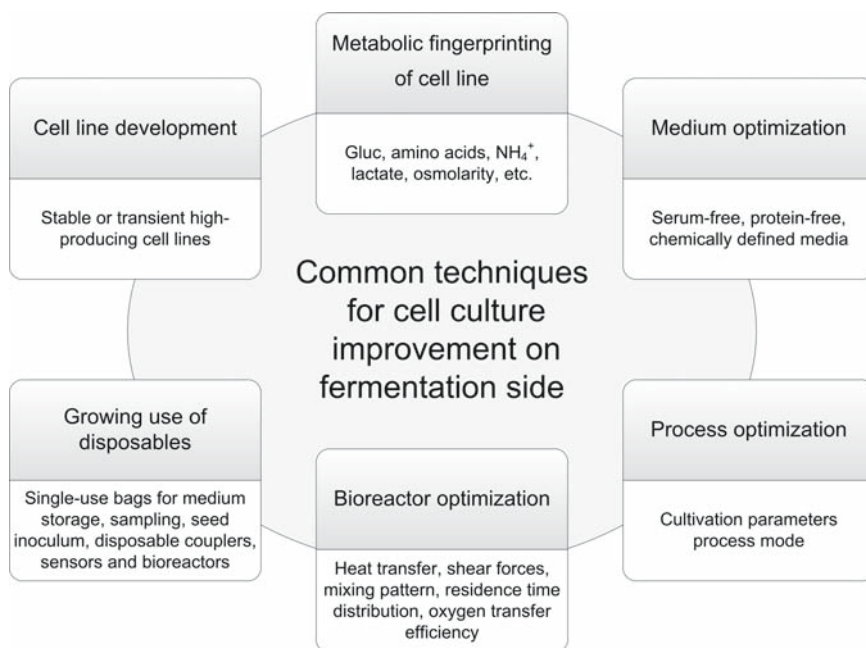 Metabolic fingerprinting
of cell line
Gluc, amino acids, NH₄⁺,
lactate, osmolarity, etc.
Cell line development
Stable or transient high-
producing cell lines
Medium optimization
Serum-free, protein-free,
chemically defined media
Common techniques
for cell culture
improvement on
fermentation side
Growing use of
disposables
Single-use bags for medium
storage, sampling, seed
inoculum, disposable couplers,
sensors and bioreactors
Bioreactor optimization
Heat transfer, shear forces,
mixing pattern, residence time
distribution, oxygen transfer
efficiency
Process optimization
Cultivation parameters
process mode